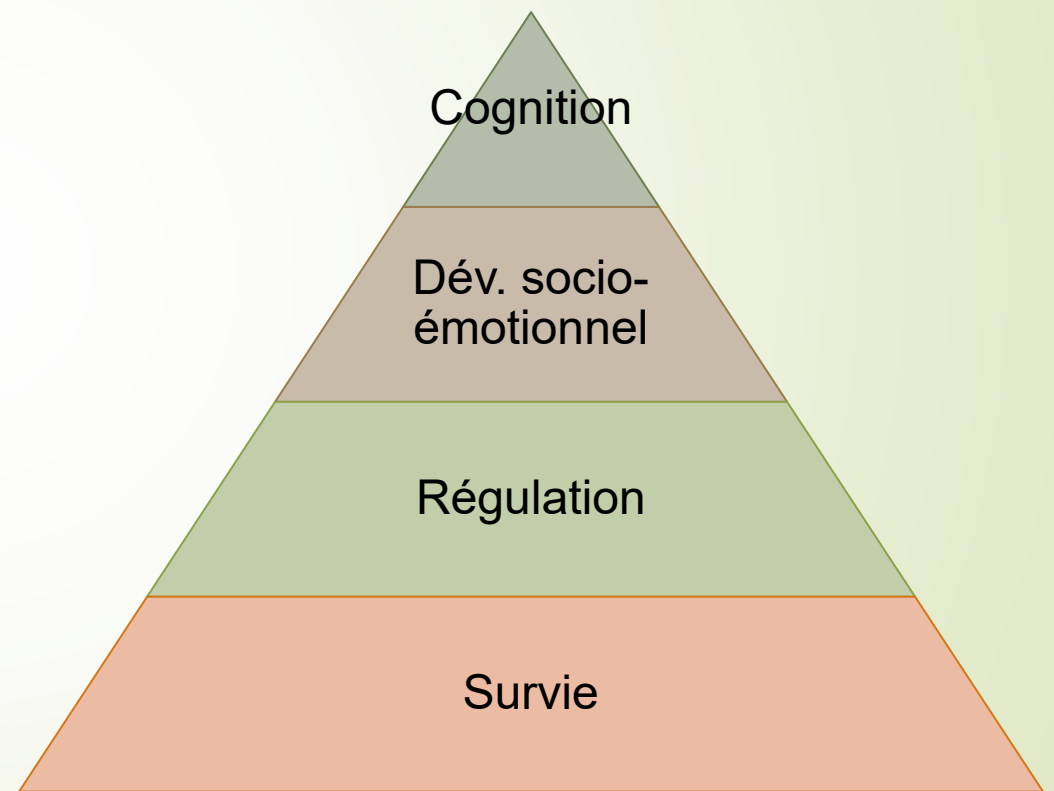 Cognition
Dév. socio-
émotionnel
Régulation
Survie